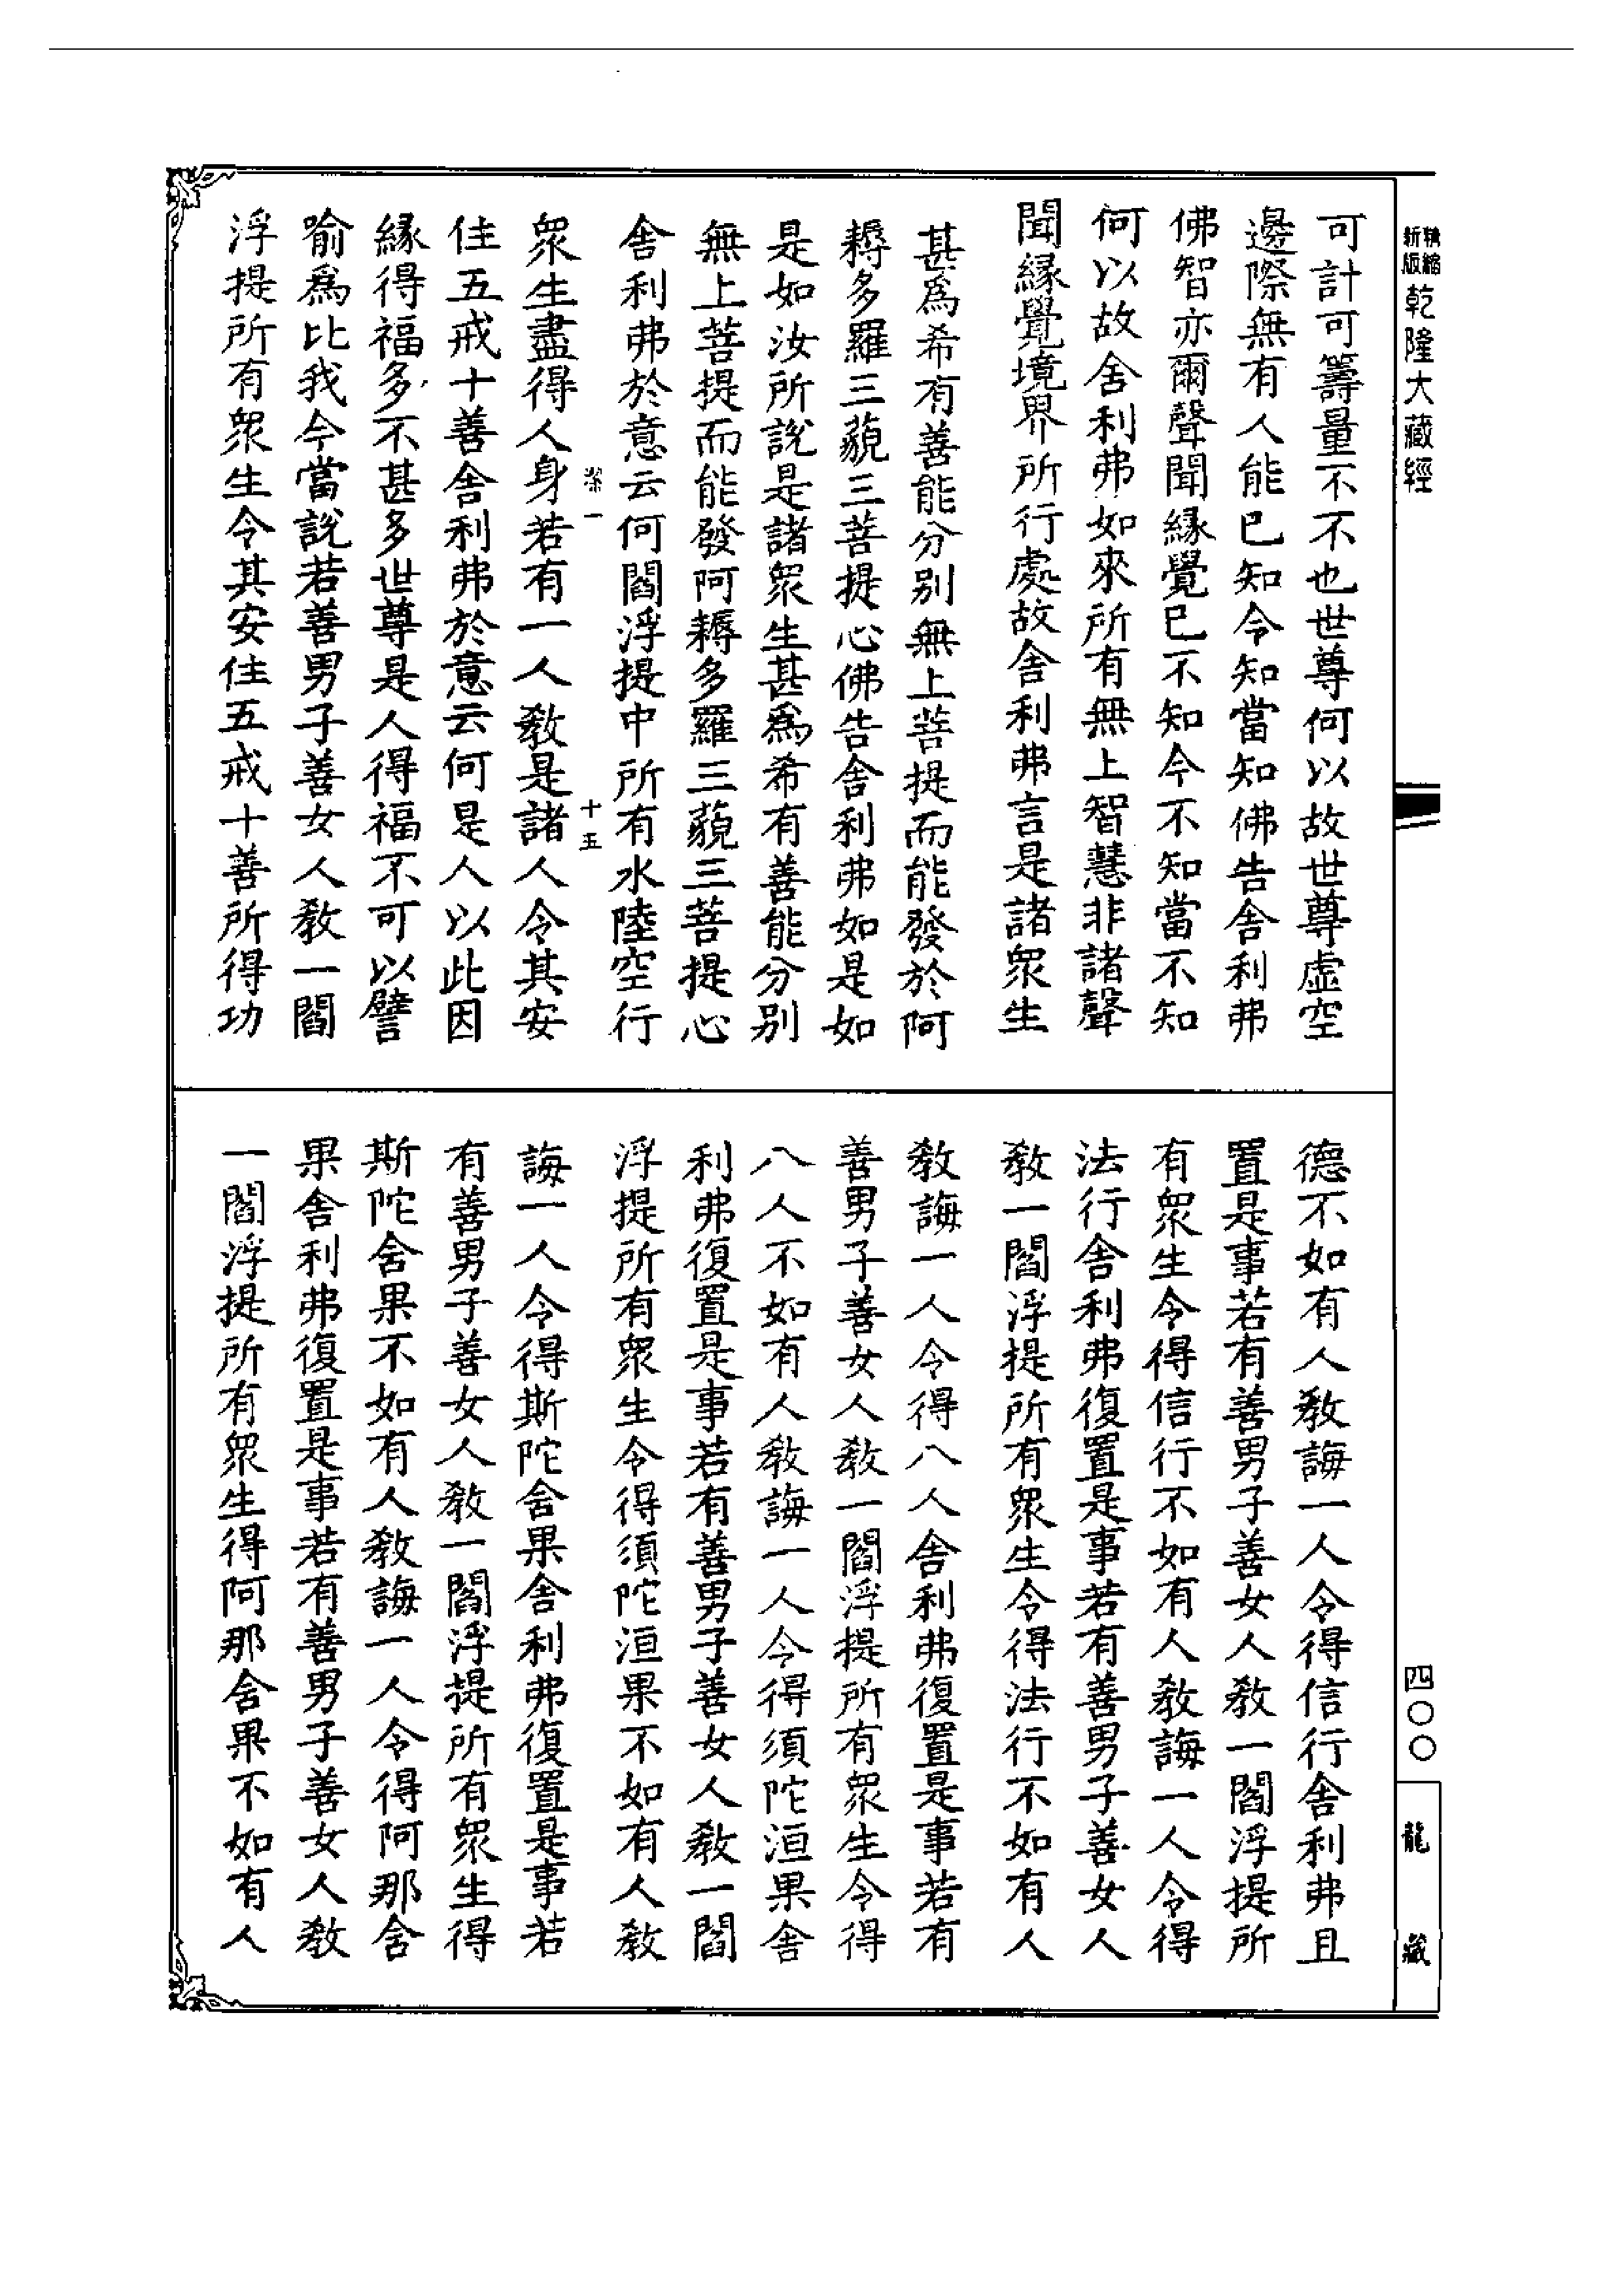 精縮
新版
乾隆大藏經
四〇〇
龍藏
可計可籌量不不也世尊何以故世尊虛空
邊際無有人能已知今知當知佛告舍利弗
佛智亦爾聲聞緣覺已不知今不知當不知
何以故舍利弗如來所有無上智慧非諸聲
聞緣覺境界所行處故舍利弗言是諸眾生
甚爲希有善能分別無上菩提而能發於阿
耨多羅三藐三菩提心佛告舍利弗如是如
是如汝所說是諸眾生甚爲希有善能分別
無上菩提而能發阿耨多羅三藐三菩提心
舍利弗於意云何閻浮提中所有水陸空行
潔一 十五
眾生盡得人身若有一人教是諸人令其安
住五戒十善舍利弗於意云何是人以此因
緣得福多不甚多世尊是人得福不可以譬
喻爲比我今當說若善男子善女人教一閻
浮提所有眾生令其安住五戒十善所得功
德不如有人教誨一人令得信行舍利弗且
置是事若有善男子善女人教一閻浮提所
有眾生令得信行不如有人教誨一人令得
法行舍利弗復置是事若有善男子善女人
教一閻浮提所有眾生令得法行不如有人
教誨一人令得八人舍利弗復置是事若有
善男子善女人教一閻浮提所有眾生令得
八人不如有人教誨一人令得須陀洹果舍
利弗復置是事若有善男子善女人教一閻
浮提所有眾生令得須陀洹果不如有人教
誨一人令得斯陀舍果舍利弗復置是事若
有善男子善女人教一閻浮提所有眾生得
斯陀舍果不如有人教誨一人令得阿那舍
果舍利弗復置是事若有善男子善女人教
一閻浮提所有眾生得阿那舍果不如有人